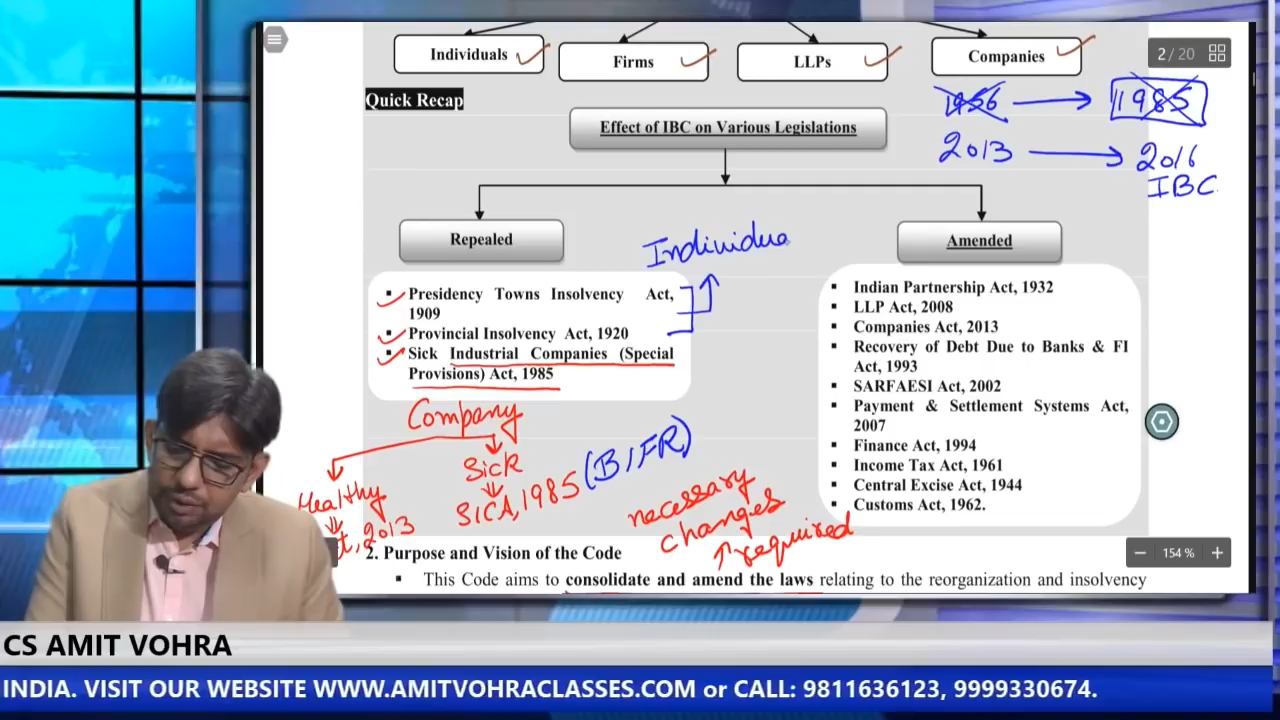 Individuals
Firms
LLPs
Companies
2 / 20
Quick Recap
1956
1985
Effect of IBC on Various Legislations
2013
2016
IBC
Repealed
Individua
Amended
▪ Presidency Towns Insolvency Act,
1909
▪ Provincial Insolvency Act, 1920
▪ Sick Industrial Companies (Special
Provisions) Act, 1985
▪ Indian Partnership Act, 1932
▪ LLP Act, 2008
▪ Companies Act, 2013
▪ Recovery of Debt Due to Banks & FI
Act, 1993
▪ SARFAESI Act, 2002
▪ Payment & Settlement Systems Act,
2007
▪ Finance Act, 1994
▪ Income Tax Act, 1961
▪ Central Excise Act, 1944
▪ Customs Act, 1962.
Company
Healthy
t, 2013
Sick
SICA, 1985 (BIFR)
necessary
changes
required
154 %
2. Purpose and Vision of the Code
▪ This Code aims to consolidate and amend the laws relating to the reorganization and insolvency
CS AMIT VOHRA
INDIA. VISIT OUR WEBSITE WWW.AMITVOHRACLASSES.COM or CALL: 9811636123, 9999330674.